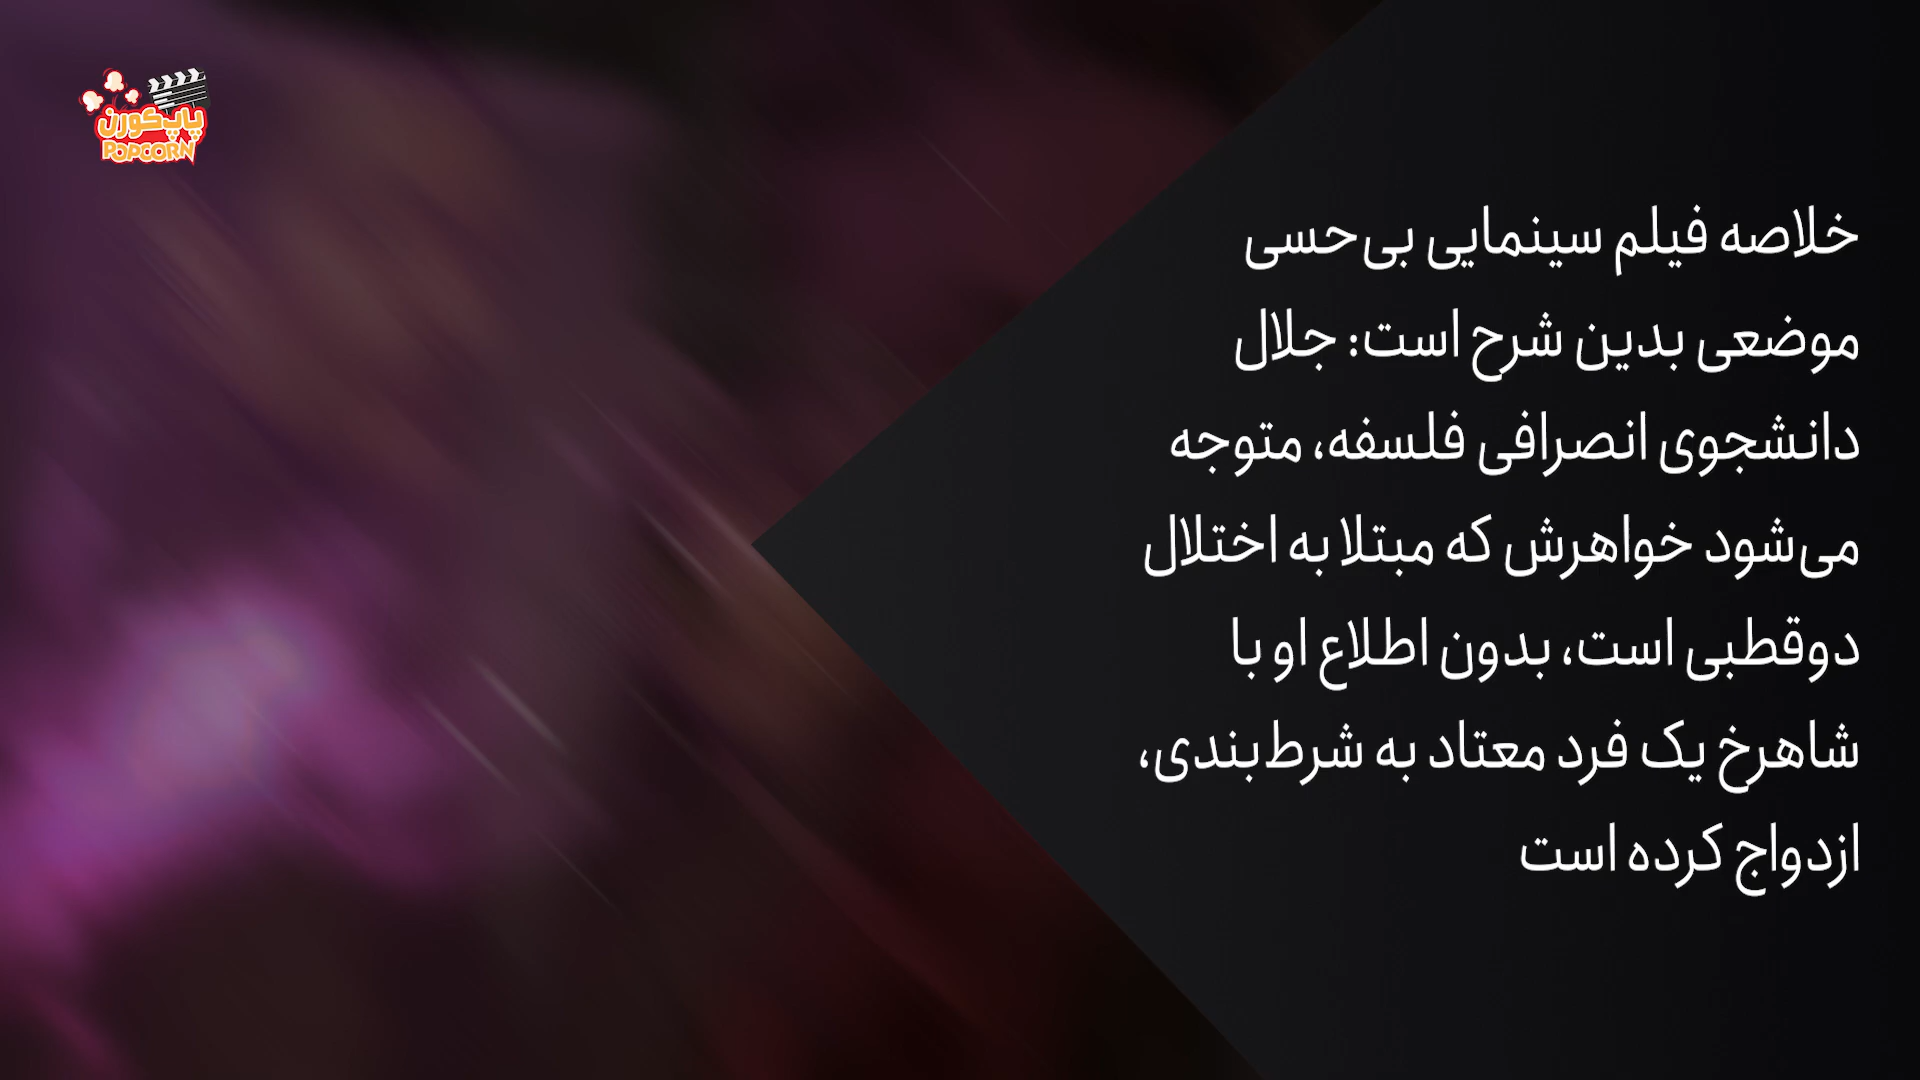 پاپ‌کورن
POPCORN
خلاصه فیلم سینمایی بی‌حسی
موضعی بدین شرح است: جلال
دانشجوی انصرافی فلسفه، متوجه
می‌شود خواهرش که مبتلا به اختلال
دوقطبی است، بدون اطلاع او با
شاهرخ یک فرد معتاد به شرط‌بندی،
ازدواج کرده است